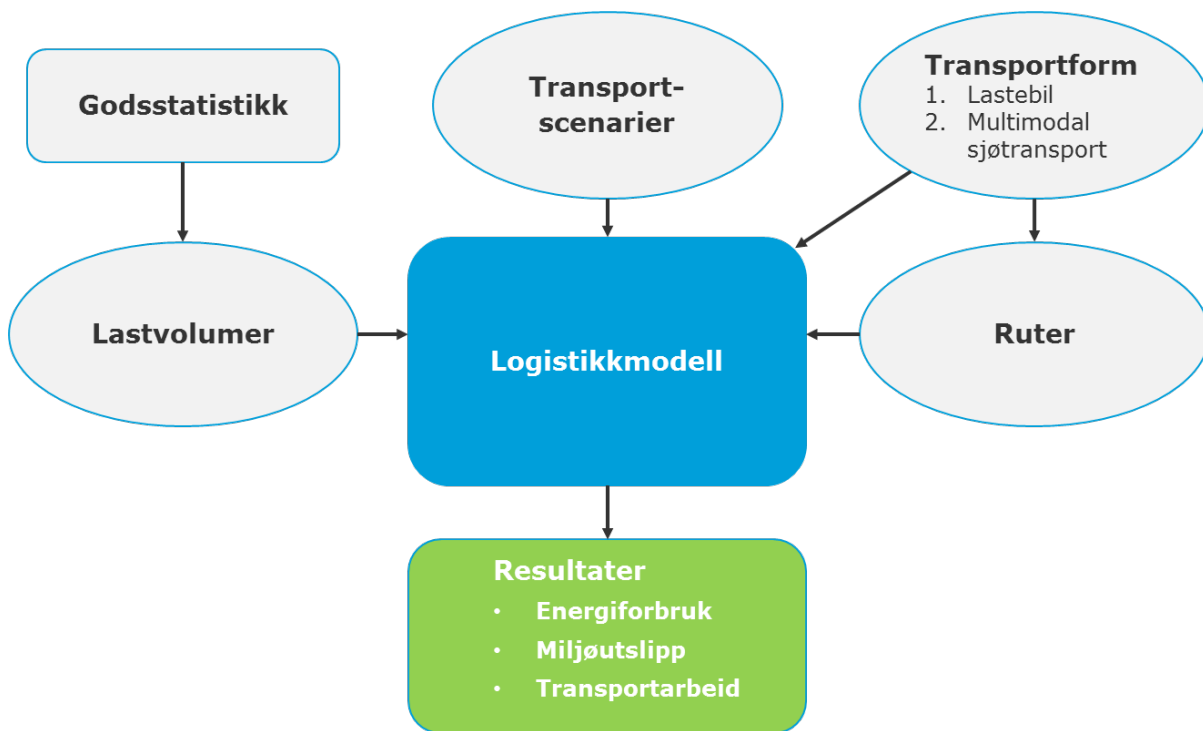 Godsstatistikk
Transport-
scenarier
Transportform
1. Lastebil
2. Multimodal
sjøtransport
Lastvolumer
Logistikkmodell
Ruter
Resultater
• Energiforbruk
• Miljøutslipp
• Transportarbeid